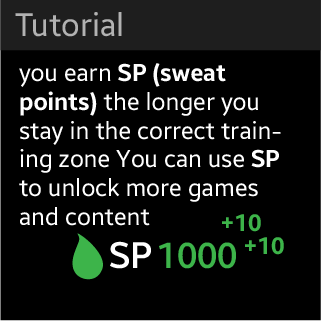 Tutorial
you earn SP (sweat
points) the longer you
stay in the correct train-
ing zone You can use SP
to unlock more games
and content
+10
SP 1000 +10